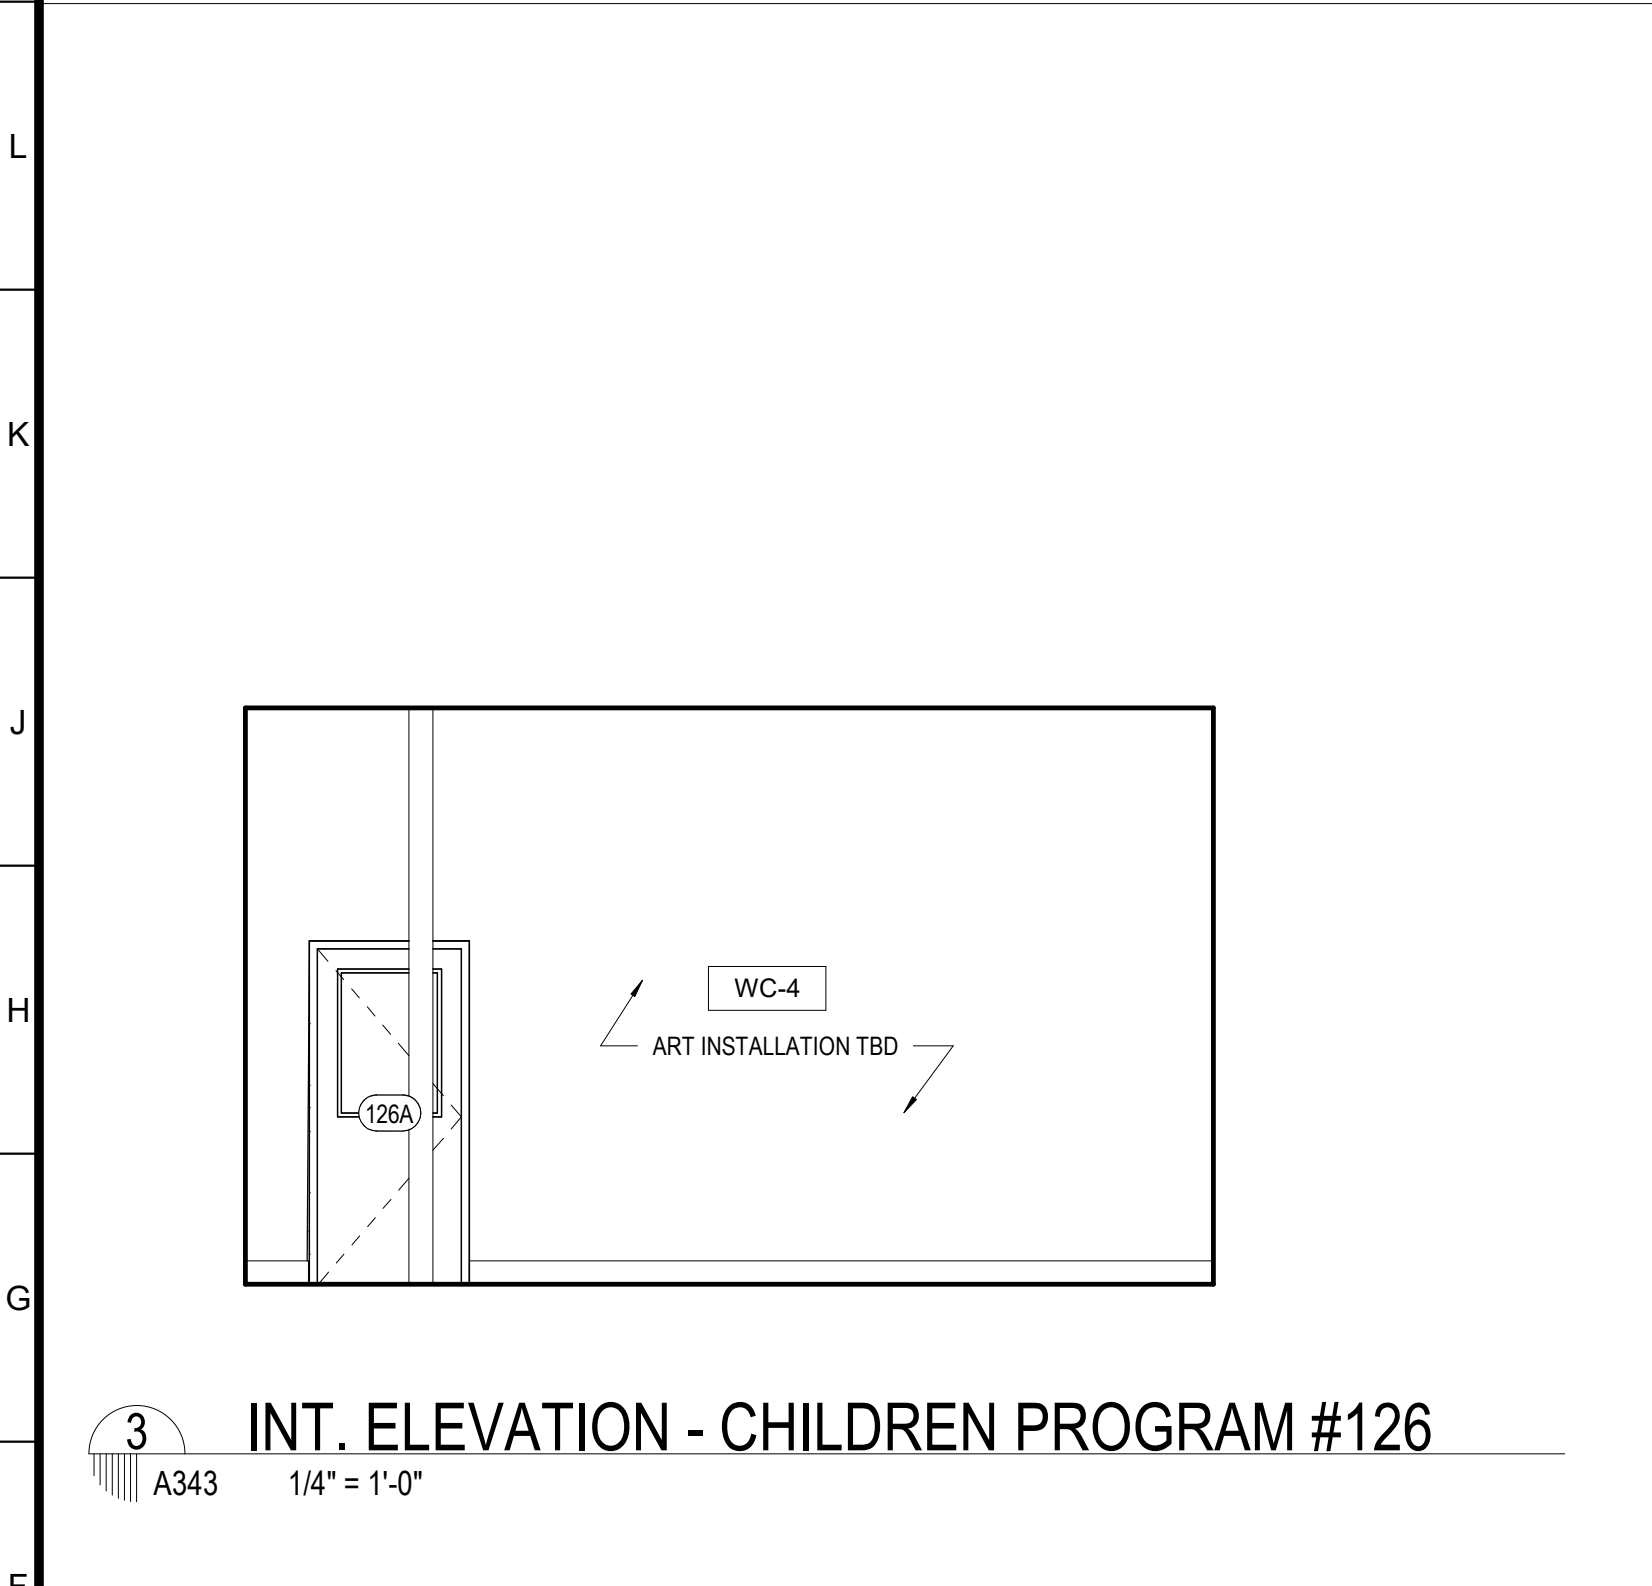 L
K
J
H
G
WC-4
ART INSTALLATION TBD
126A
3
INT. ELEVATION - CHILDREN PROGRAM #126
A343
1/4" = 1'-0"